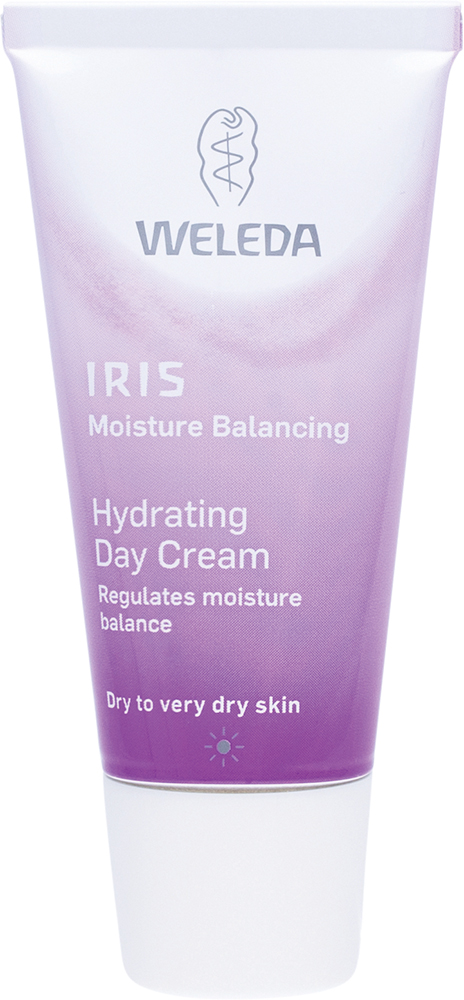 WELEDA
IRIS
Moisture Balancing
Hydrating
Day Cream
Regulates moisture
balance
Dry to very dry skin